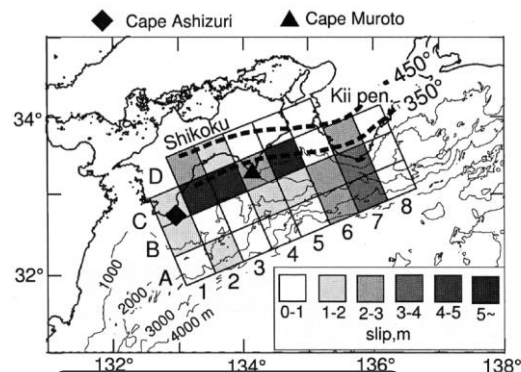 Cape Ashizuri Cape Muroto
34°
32°
132° 134° 136° 138°
Shikoku
Kii pen.
450°
350°
D
C
B
A
1 2 3 4 5 6 7 8
1000
2000
3000
4000 m
0-1 1-2 2-3 3-4 4-5 5~
slip,m